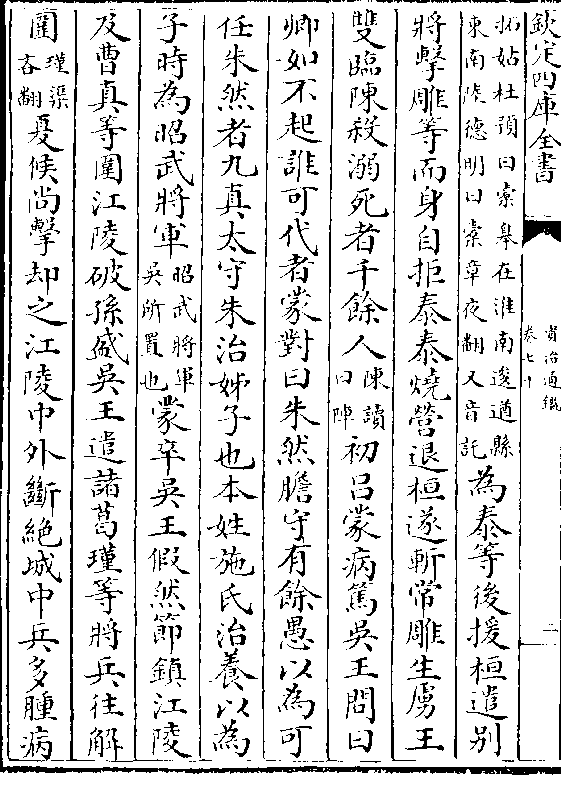 欽定四庫全書
資治通鑑
卷七十
二
拓姑杜預曰槖臯在淮南逡遒縣
東南陸德明曰槖章夜翻又音託
為泰等後援桓遣别
將擊雕等而身自拒泰泰燒營退桓遂斬常雕生虜王
雙臨陳殺溺死者千餘人
陳讀
曰陣
初吕蒙病篤吳王問曰
卿如不起誰可代者蒙對曰朱然膽守有餘愚以為可
任朱然者九真太守朱治姊子也本姓施氏治養以為
子時為昭武將軍
昭武將軍
吳所置也
蒙卒吳王假然節鎮江陵
及曹真等圍江陵破孫盛吳王遣諸葛瑾等將兵往解
圍
瑾渠
吝翻
夏候尚擊却之江陵中外斷絶城中兵多腫病